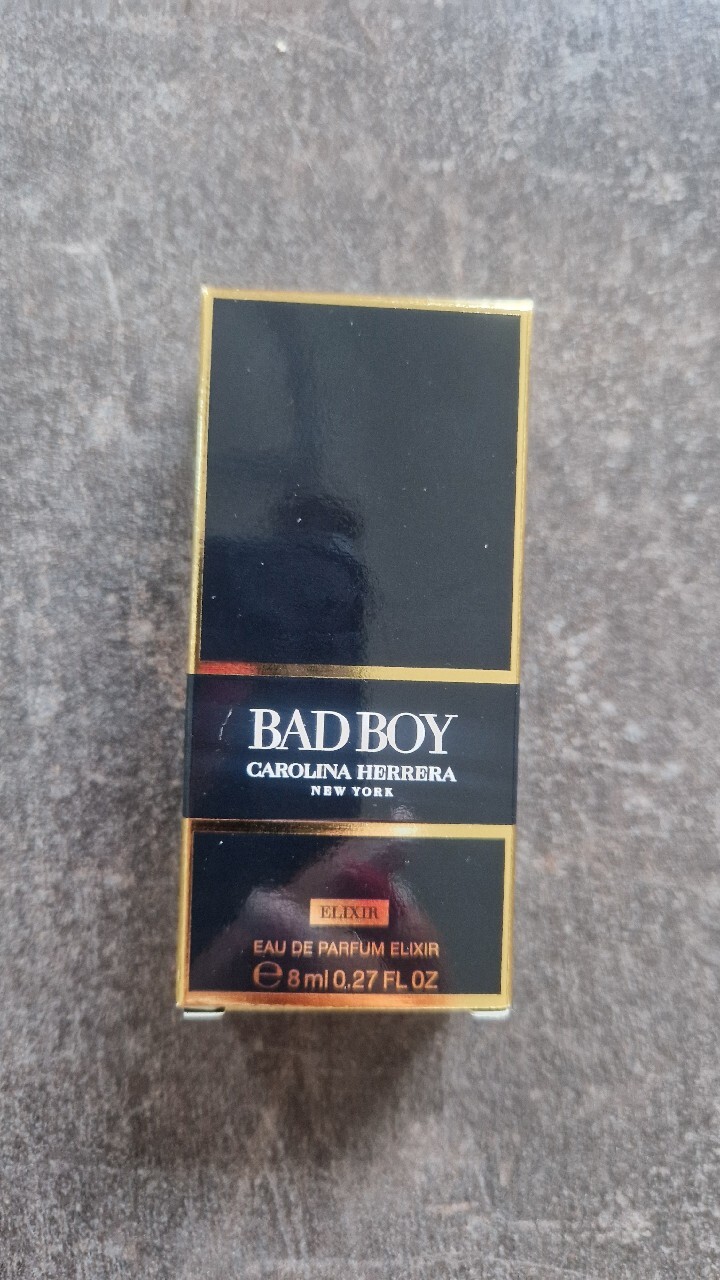 BAD BOY
CAROLINA HERRERA
NEW YORK
ELIXIR
EAU DE PARFUM ELIXIR
℮ 8 ml 0.27 FL OZ